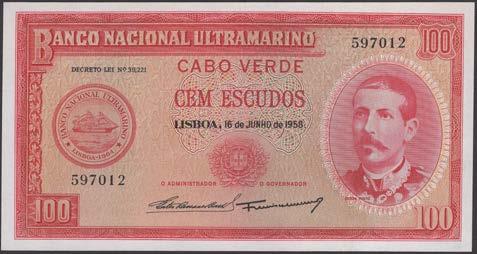 BANCO NACIONAL ULTRAMARINO 100
597012
CABO VERDE
DECRETO LEI Nº 39,221
CEM ESCUDOS
BANCO NACIONAL ULTRAMARINO
LISBOA-1864
LISBOA, 16 de JUNHO de 1958
597012
O ADMINISTRADOR O GOVERNADOR
100 100